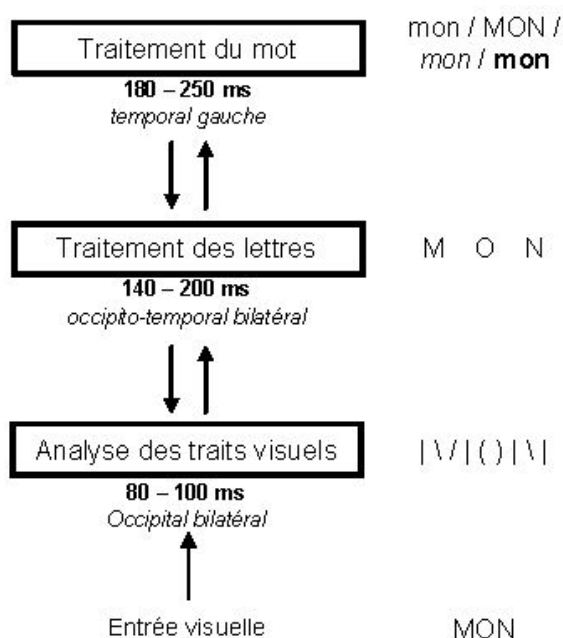 Traitement du mot
mon / MON /
mon / mon
180 – 250 ms
temporal gauche
Traitement des lettres
M O N
140 – 200 ms
occipito-temporal bilatéral
Analyse des traits visuels
| \ / | ( ) | \ |
80 – 100 ms
Occipital bilatéral
Entrée visuelle
MON